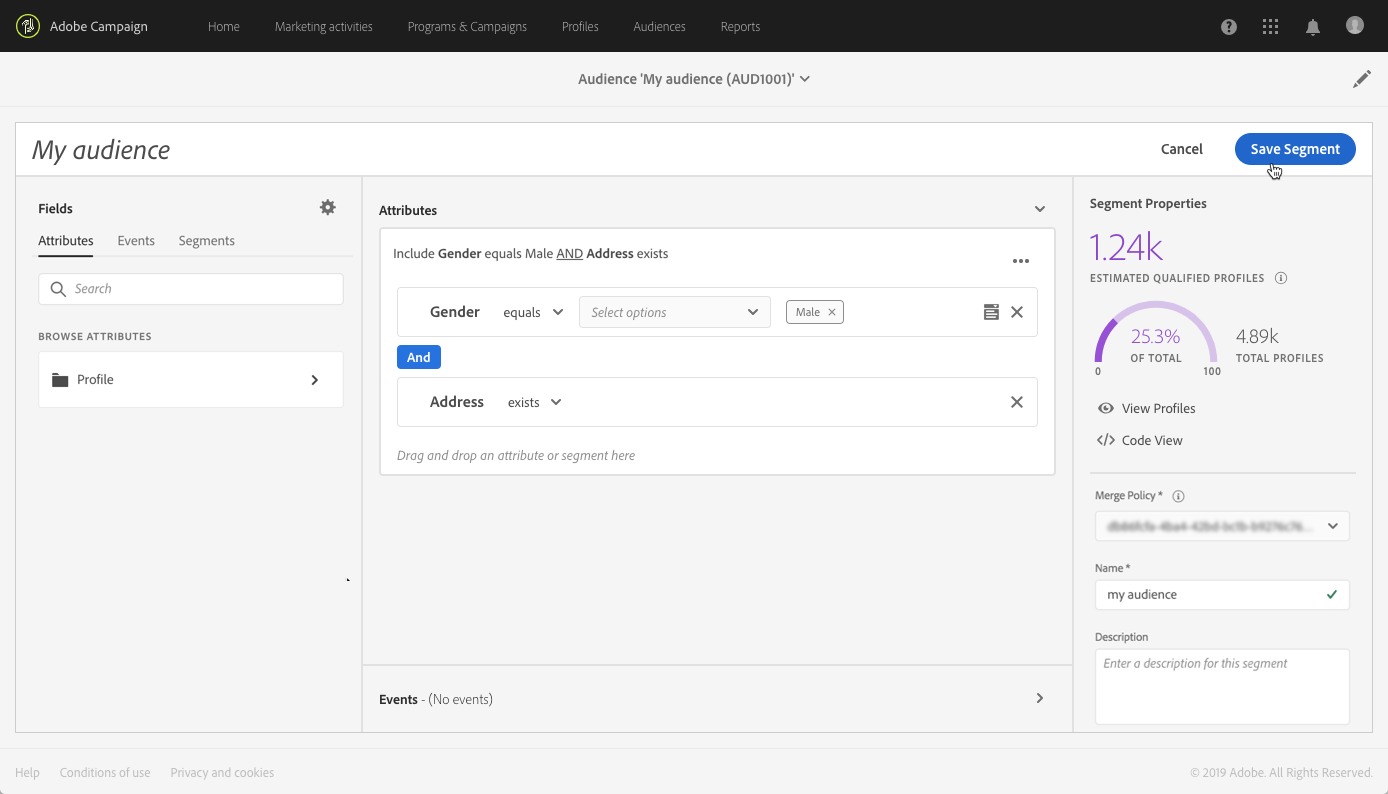 Adobe Campaign
Home
Marketing activities
Programs & Campaigns
Profiles
Audiences
Reports
Audience 'My audience (AUD1001)'
My audience
Cancel
Save Segment
Fields
Attributes
Events
Segments
Search
BROWSE ATTRIBUTES
Profile
Attributes
Include Gender equals Male AND Address exists
Gender equals Select options Male
And
Address exists
Drag and drop an attribute or segment here
Events - (No events)
Segment Properties
1.24k
ESTIMATED QUALIFIED PROFILES
25.3%
OF TOTAL
0
100
4.89k
TOTAL PROFILES
View Profiles
</> Code View
Merge Policy *
Name *
my audience
Description
Enter a description for this segment
Help
Conditions of use
Privacy and cookies
© 2019 Adobe. All Rights Reserved.